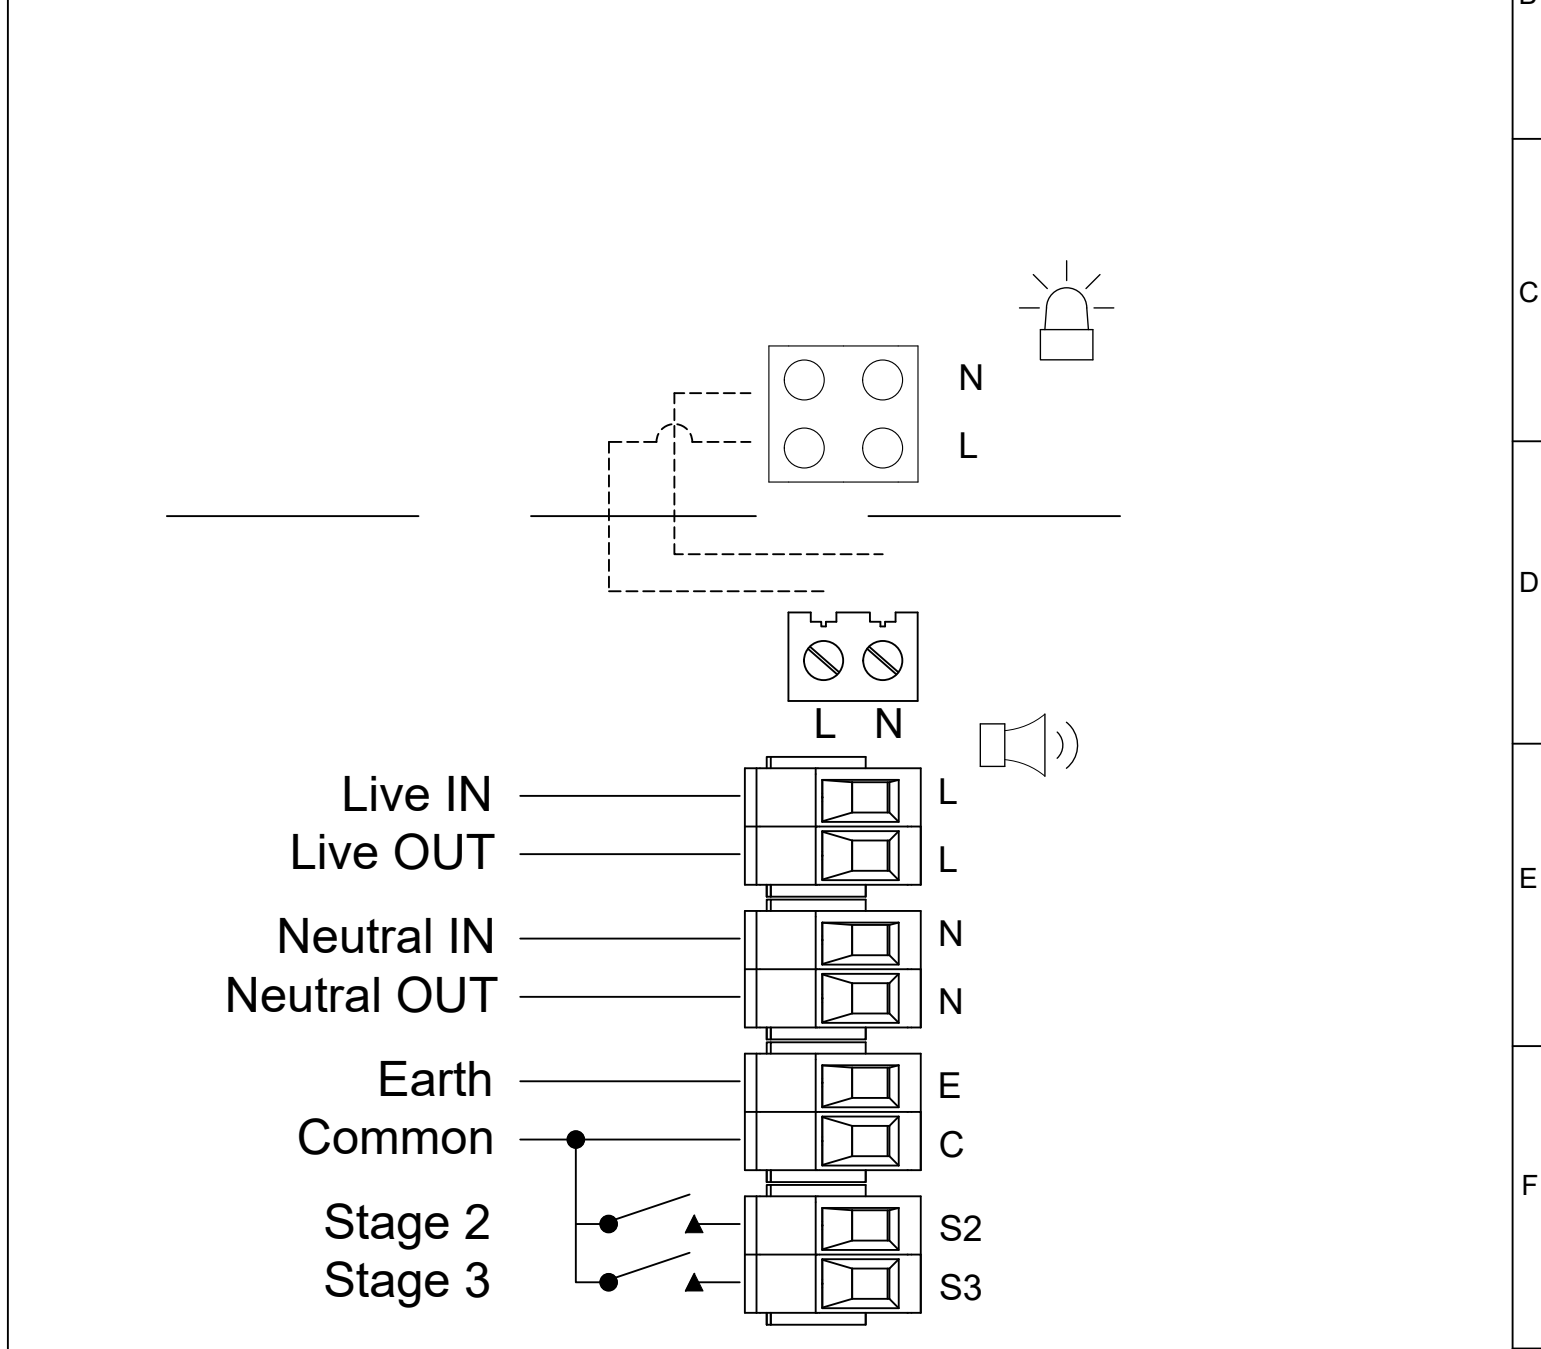 C
N
L
D
L N
Live IN L
Live OUT L
E
Neutral IN N
Neutral OUT N
Earth E
Common C
F
Stage 2 S2
Stage 3 S3